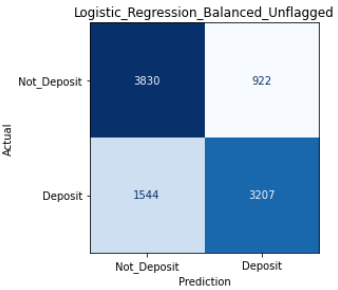 Logistic_Regression_Balanced_Unflagged
Not_Deposit
3830
922
Actual
Deposit
1544
3207
Not_Deposit
Deposit
Prediction